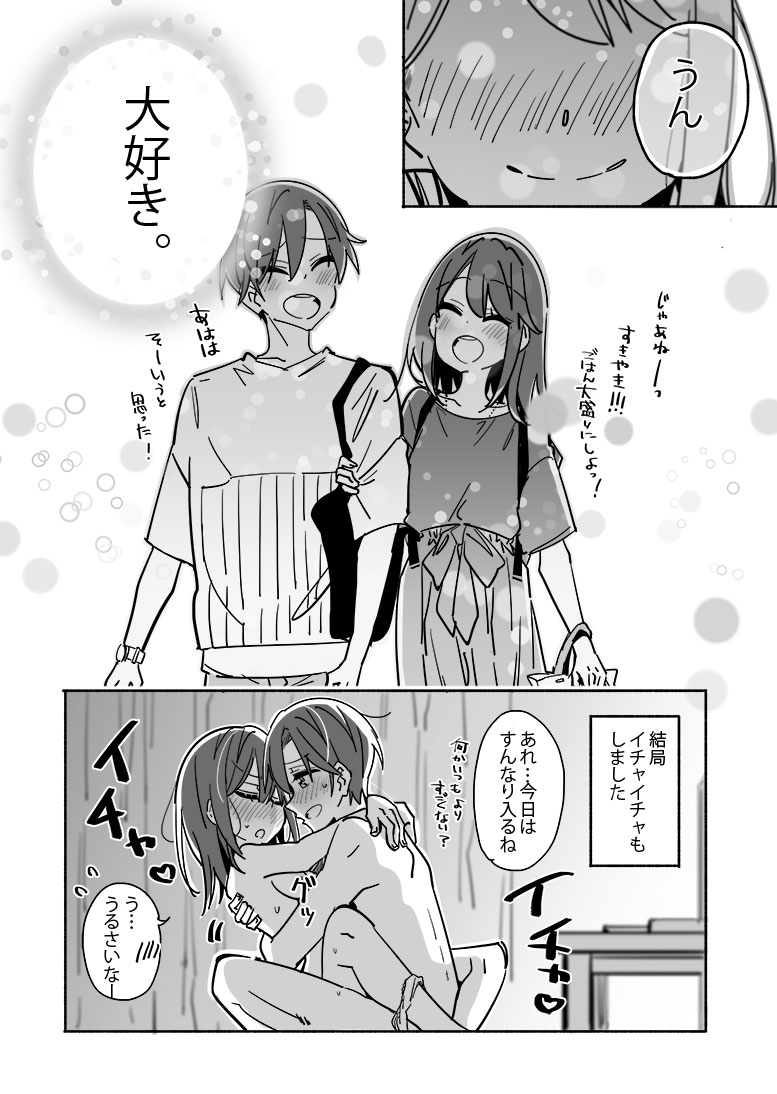 うん
大好き。
じゃあねーっ
すきやき!!!
ごはん大盛りにしよっ!
あはは
そーいうと
思った!
結局
イチャイチャも
しました
あれ…今日は
すんなり入るね
何かいつもより
すごくない?
イチャ♡
グッ
イチャ♡
う…
うるさいなー